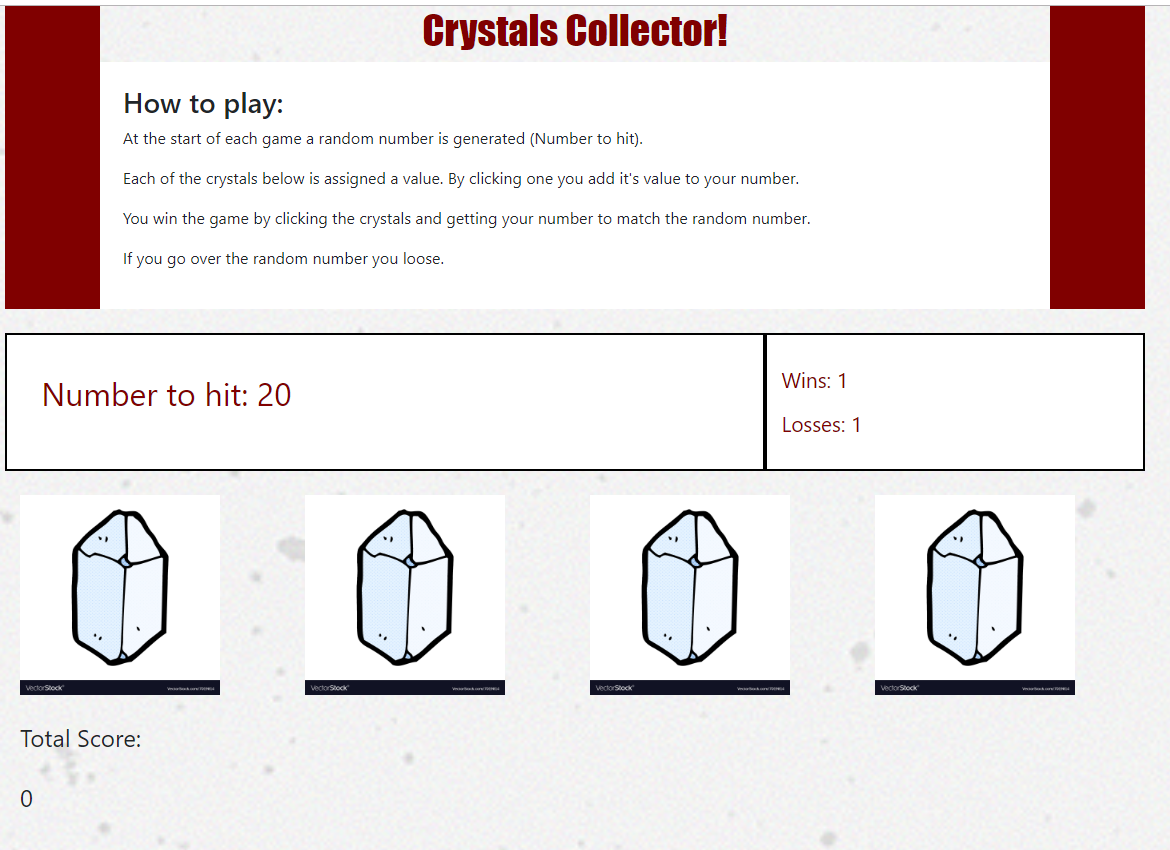 Crystals Collector!
How to play:
At the start of each game a random number is generated (Number to hit).
Each of the crystals below is assigned a value. By clicking one you add it's value to your number.
You win the game by clicking the crystals and getting your number to match the random number.
If you go over the random number you loose.
Number to hit: 20
Wins: 1
Losses: 1
VectorStock®
VectorStock®
VectorStock®
VectorStock®
Total Score:
0